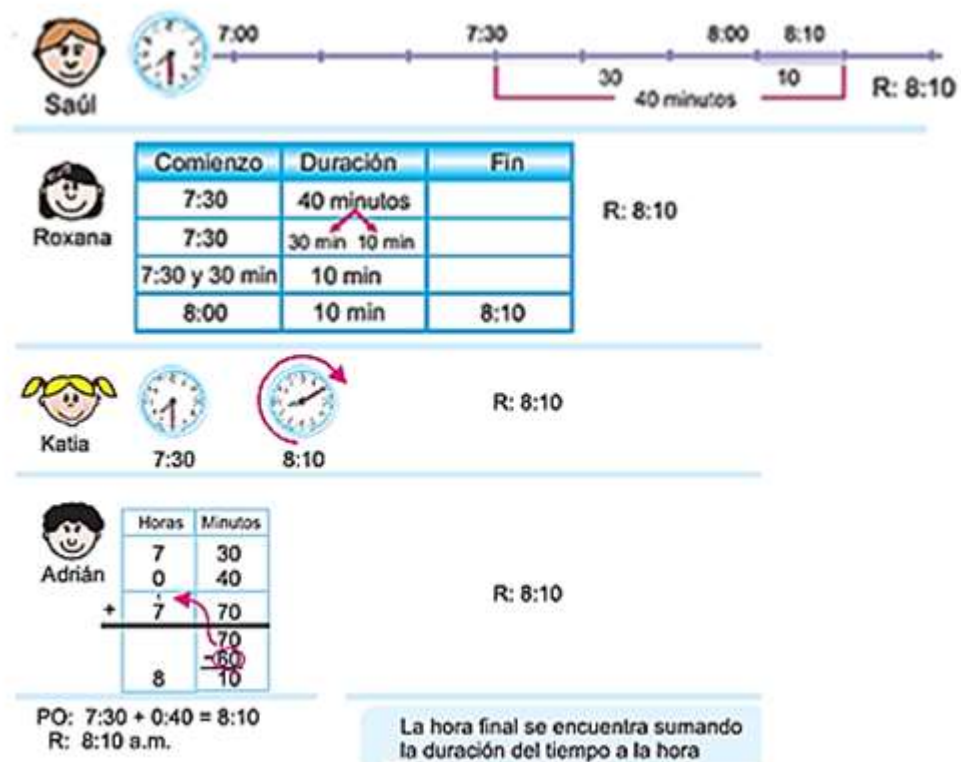 7:00 7:30 8:00 8:10
30 10
40 minutos
R: 8:10
Saúl
Comienzo Duración Fin
7:30 40 minutos
7:30 30 min 10 min
7:30 y 30 min 10 min
8:00 10 min 8:10
R: 8:10
Roxana
Katia
7:30 8:10
R: 8:10
Adrián
Horas Minutos
7 30
0 40
+ 7 70
70
-60
8 10
R: 8:10
PO: 7:30 + 0:40 = 8:10
R: 8:10 a.m.
La hora final se encuentra sumando
la duración del tiempo a la hora